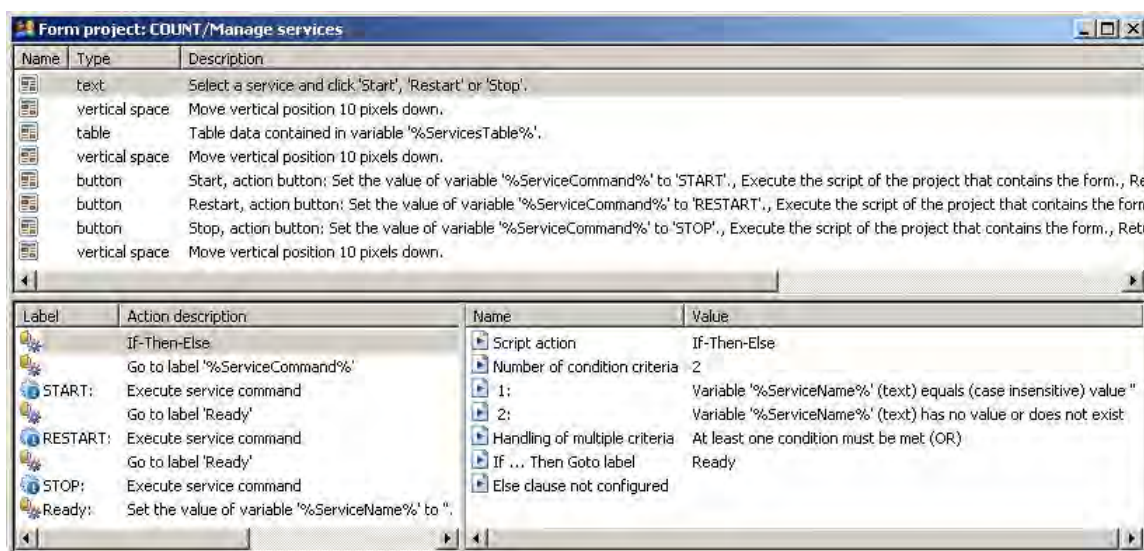 Form project: COUNT/Manage services
Name Type Description
text Select a service and click 'Start', 'Restart' or 'Stop'.
vertical space Move vertical position 10 pixels down.
table Table data contained in variable '%ServicesTable%'.
vertical space Move vertical position 10 pixels down.
button Start, action button: Set the value of variable '%ServiceCommand%' to 'START'., Execute the script of the project that contains the form., Re
button Restart, action button: Set the value of variable '%ServiceCommand%' to 'RESTART'., Execute the script of the project that contains the form
button Stop, action button: Set the value of variable '%ServiceCommand%' to 'STOP'., Execute the script of the project that contains the form., Ret
vertical space Move vertical position 10 pixels down.
Label Action description
If-Then-Else
Go to label '%ServiceCommand%'
START: Execute service command
Go to label 'Ready'
RESTART: Execute service command
Go to label 'Ready'
STOP: Execute service command
Ready: Set the value of variable '%ServiceName%' to ''.
Name Value
Script action If-Then-Else
Number of condition criteria 2
1: Variable '%ServiceName%' (text) equals (case insensitive) value ''
2: Variable '%ServiceName%' (text) has no value or does not exist
Handling of multiple criteria At least one condition must be met (OR)
If ... Then Goto label Ready
Else clause not configured